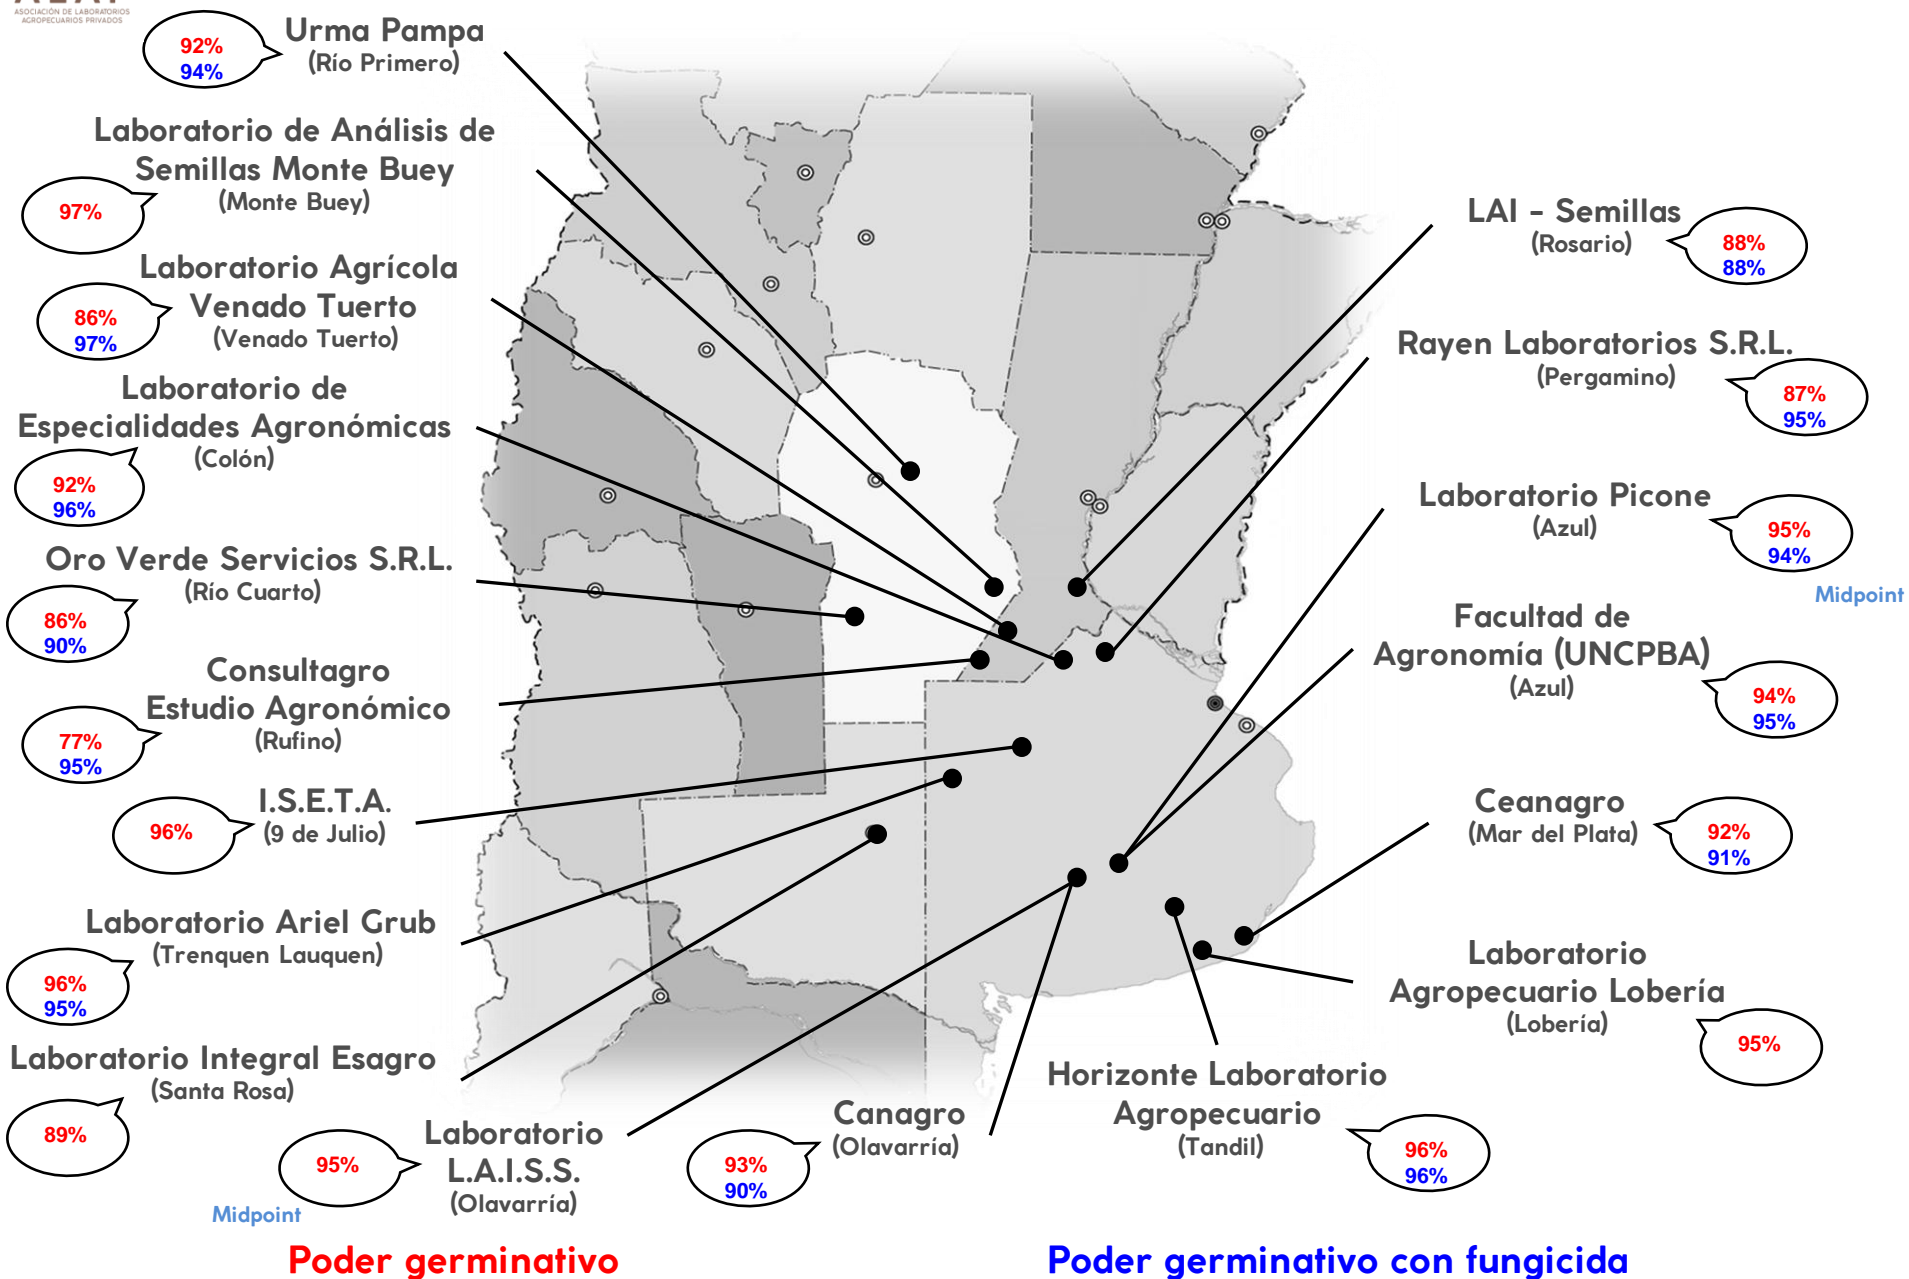 ASOCIACIÓN DE LABORATORIOS
AGROPECUARIOS PRIVADOS
Urma Pampa
(Río Primero)
92%
94%
Laboratorio de Análisis de
Semillas Monte Buey
(Monte Buey)
97%
Laboratorio Agrícola
Venado Tuerto
(Venado Tuerto)
86%
97%
Laboratorio de
Especialidades Agronómicas
(Colón)
92%
96%
Oro Verde Servicios S.R.L.
(Río Cuarto)
86%
90%
Consultagro
Estudio Agronómico
(Rufino)
77%
95%
I.S.E.T.A.
(9 de Julio)
96%
Laboratorio Ariel Grub
(Trenquen Lauquen)
96%
95%
Laboratorio Integral Esagro
(Santa Rosa)
89%
Laboratorio
L.A.I.S.S.
(Olavarría)
95%
Midpoint
Canagro
(Olavarría)
93%
90%
Horizonte Laboratorio
Agropecuario
(Tandil)
96%
96%
LAI - Semillas
(Rosario)
88%
88%
Rayen Laboratorios S.R.L.
(Pergamino)
87%
95%
Laboratorio Picone
(Azul)
95%
94%
Midpoint
Facultad de
Agronomía (UNCPBA)
(Azul)
94%
95%
Ceanagro
(Mar del Plata)
92%
91%
Laboratorio
Agropecuario Lobería
(Lobería)
95%
Poder germinativo
Poder germinativo con fungicida